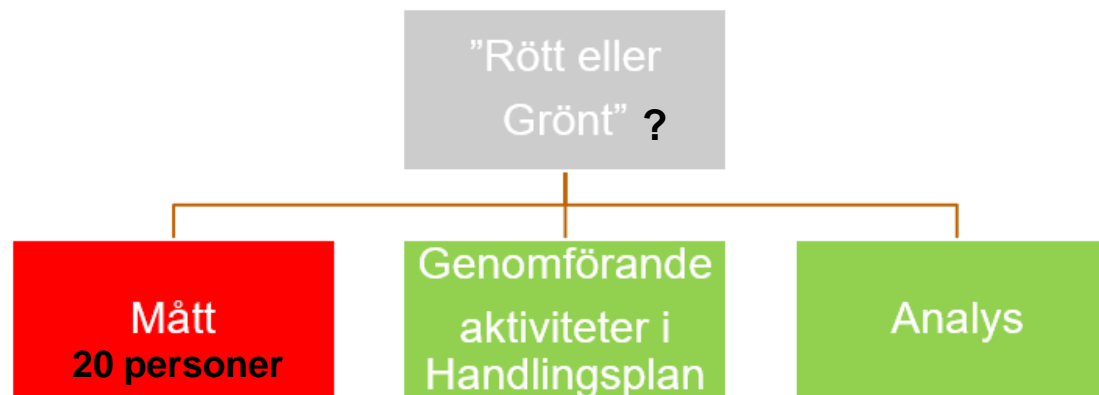 ”Rött eller
Grönt” ?
Mått
20 personer
Genomförande
aktiviteter i
Handlingsplan
Analys